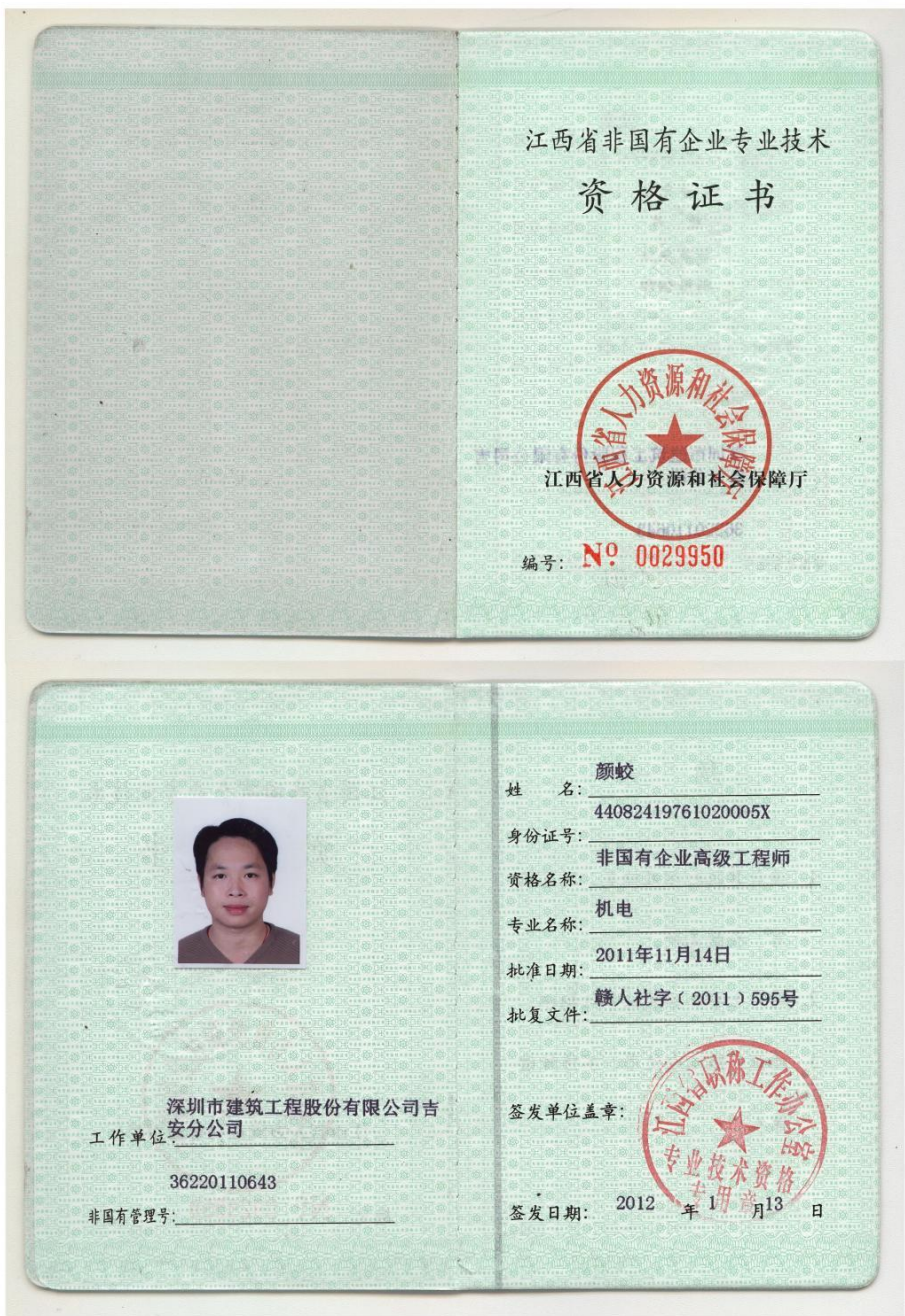 江西省非国有企业专业技术
资格证书
江西省人力资源和社会保障厅
江西省人力资源和社会保障厅
编号: Nº 0029950
姓 名: 颜蛟
身份证号: 44082419761020005X
资格名称: 非国有企业高级工程师
专业名称: 机电
批准日期: 2011年11月14日
批复文件: 赣人社字﹙2011﹚595号
深圳市建筑工程股份有限公司吉
工作单位: 安分公司
36220110643
非国有管理号:
签发单位盖章:
江西省职称工作办公室
专业技术资格
专用章
签发日期: 2012 年 1 月13 日